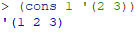 > (cons 1 '(2 3))
'(1 2 3)